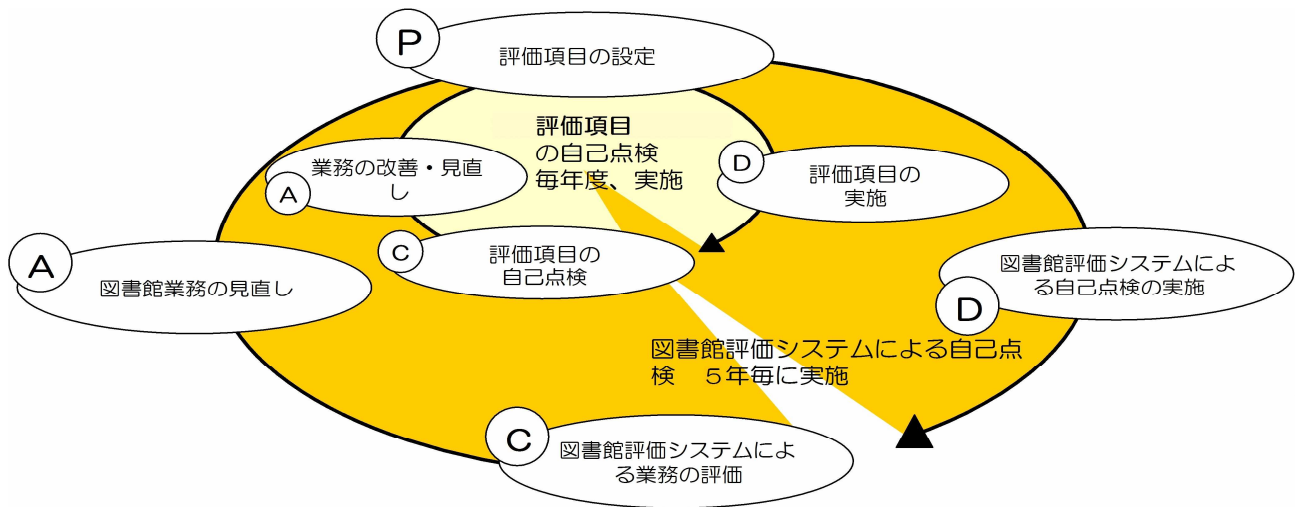 P
評価項目の設定
評価項目
の自己点検
毎年度、実施
業務の改善・見直
し
A
D
評価項目の
実施
C
評価項目の
自己点検
A
図書館業務の見直し
図書館評価システムによ
る自己点検の実施
D
図書館評価システムによる自己点
検 5年毎に実施
C
図書館評価システムによ
る業務の評価